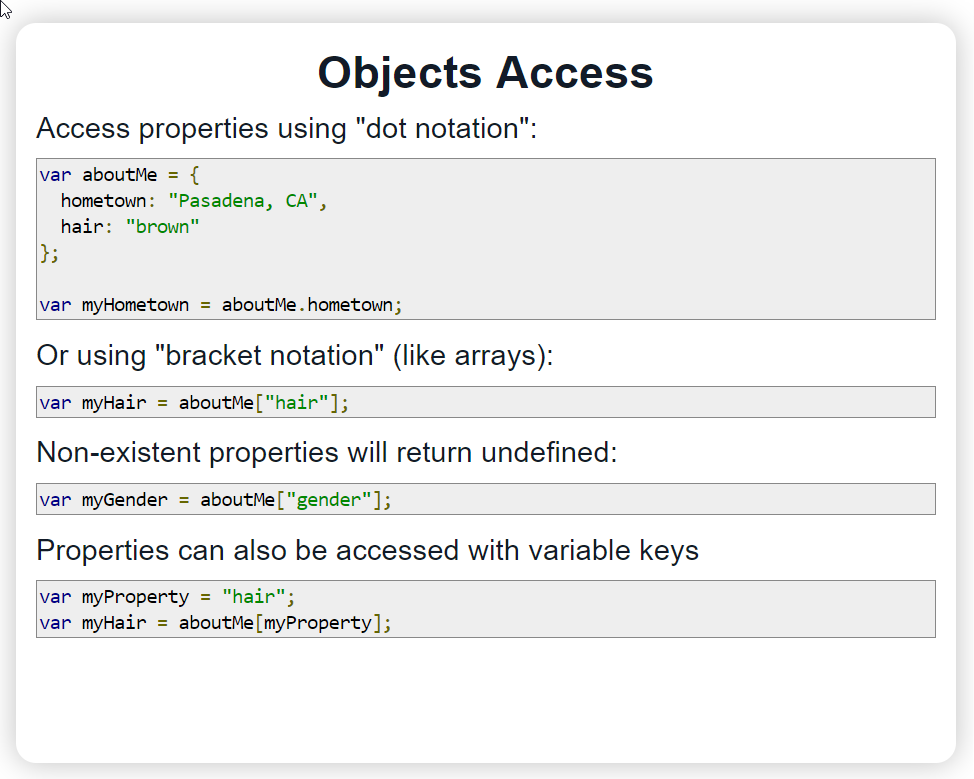 Objects Access
Access properties using "dot notation":
var aboutMe = {
  hometown: "Pasadena, CA",
  hair: "brown"
};
var myHometown = aboutMe.hometown;
Or using "bracket notation" (like arrays):
var myHair = aboutMe["hair"];
Non-existent properties will return undefined:
var myGender = aboutMe["gender"];
Properties can also be accessed with variable keys
var myProperty = "hair";
var myHair = aboutMe[myProperty];